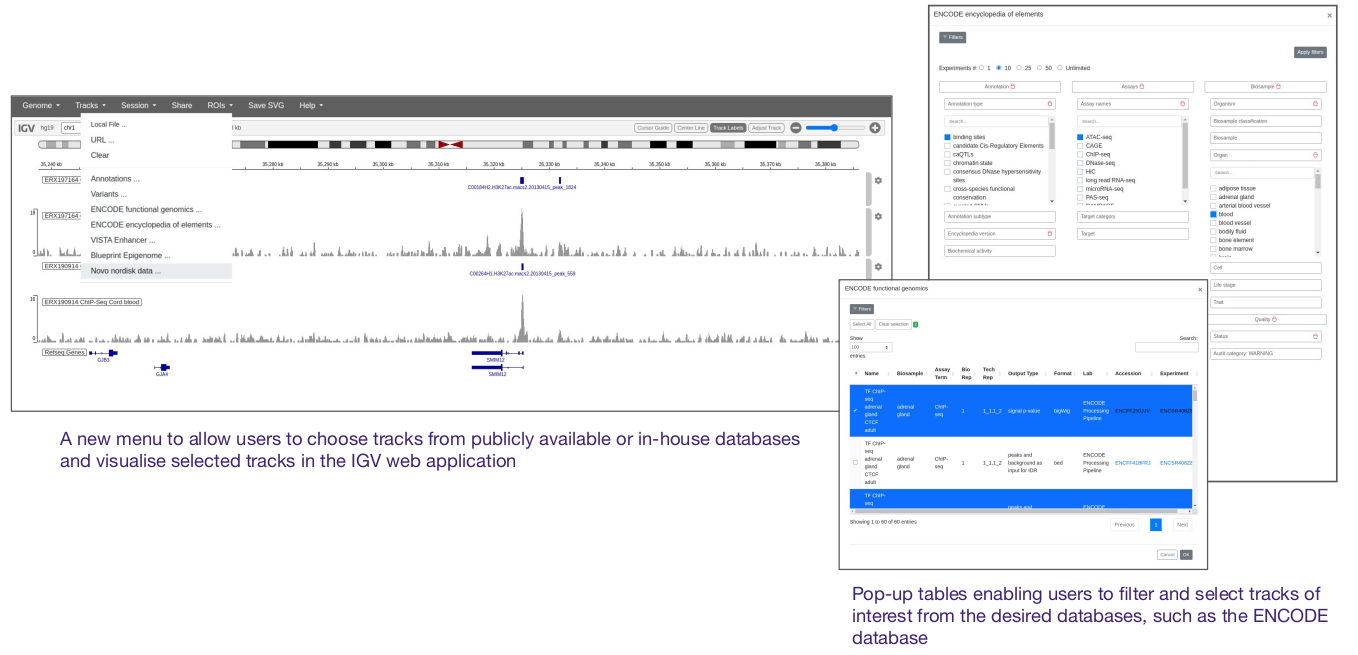 Genome Tracks Session Share ROIs Save SVG Help
IGV hg19 chr1 kb Cursor Guide Center Line Track Labels Adjust Track
Local File ...
URL ...
Clear
Annotations ...
Variants ...
ENCODE functional genomics ...
ENCODE encyclopedia of elements ...
VISTA Enhancer ...
Blueprint Epigenome ...
Novo nordisk data ...
35,240 kb 35,280 kb 35,290 kb 35,300 kb 35,310 kb 35,320 kb 35,330 kb 35,340 kb 35,350 kb 35,360 kb 35,370 kb 35,380 kb
ERX197164
C00184H2.H3K27ac.macs2.20130415_peak_1824
ERX197164
0
ERX190914
C00264H1.H3K27ac.macs2.20130415_peak_559
ERX190914 ChIP-Seq Cord blood
0
Refseq Genes
GJB3 SMIM12
GJA4 SMIM12
A new menu to allow users to choose tracks from publicly available or in-house databases
and visualise selected tracks in the IGV web application
ENCODE encyclopedia of elements ×
Filters
Apply filters
Experiments #: 1 10 25 50 Unlimited
Annotation Assays Biosample
Annotation type Assay names Organism
Search... Search... Biosample classification
binding sites ATAC-seq Biosample
candidate Cis-Regulatory Elements CAGE
caQTLs ChIP-seq Organ
chromatin state DNase-seq
consensus DNase hypersensitivity HiC Search...
sites long read RNA-seq
cross-species functional microRNA-seq adipose tissue
conservation PAS-seq adrenal gland
arterial blood vessel
Annotation subtype Target category blood
blood vessel
Encyclopedia version Target bodily fluid
bone element
Biochemical activity bone marrow
Cell
Life stage
Trait
Quality
Status
Audit category: WARNING
ENCODE functional genomics ×
Filters
Select All Clear selection
Show Search:
100
entries
Name Biosample Assay Term Bio Rep Tech Rep Output Type Format Lab Accession Experiment
TF ChIP-
seq ENCODE
adrenal adrenal ChIP- 1 1_1,1_2 signal p-value bigWig Processing
gland gland seq Pipeline
CTCF
adult
TF ChIP-
seq peaks and ENCODE
adrenal adrenal ChIP- 1 1_1,1_2 background as bed Processing ENCFF418FRJ
gland gland seq input for IDR Pipeline
CTCF
adult
TF ChIP-
seq peaks and ENCODE
Showing 1 to 60 of 60 entries Previous 1 Next
Cancel OK
Pop-up tables enabling users to filter and select tracks of
interest from the desired databases, such as the ENCODE
database